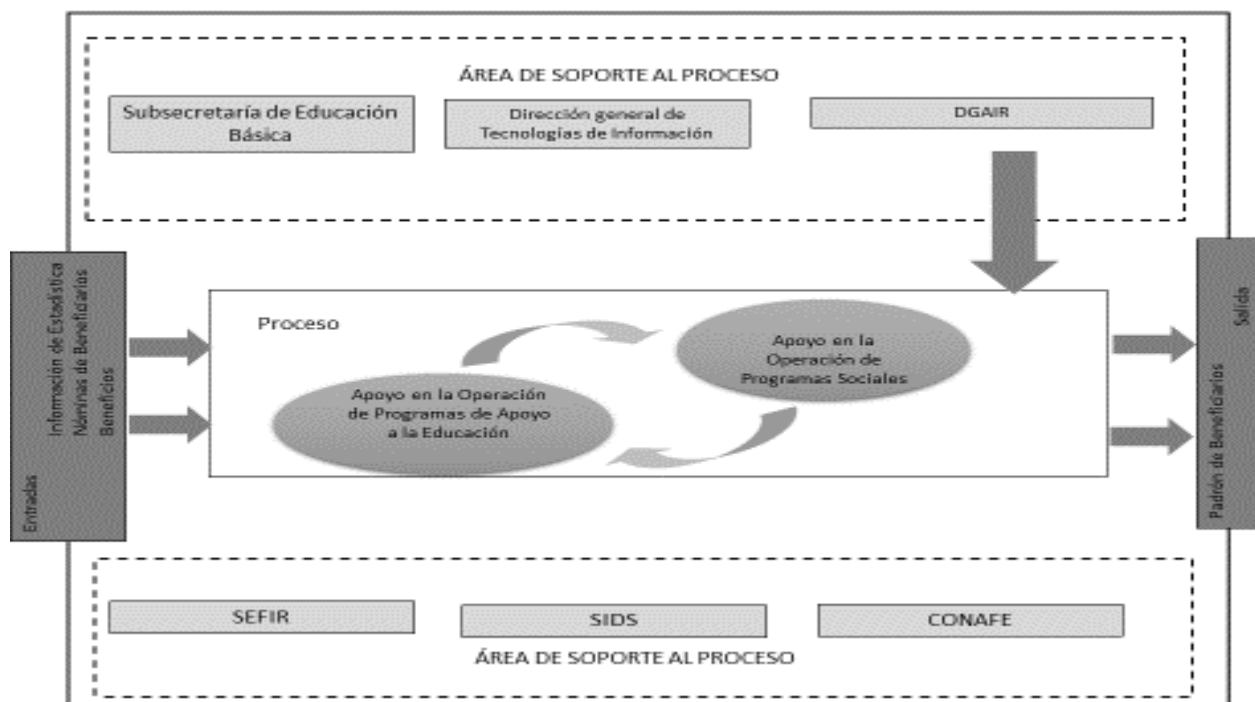 ÁREA DE SOPORTE AL PROCESO
Subsecretaría de Educación
Básica
Dirección general de
Tecnologías de Información
DGAIR
Entradas
Información de Estadística
Nóminas de Beneficiarios
Beneficios
Proceso
Apoyo en la Operación
de Programas de Apoyo
a la Educación
Apoyo en la
Operación de
Programas Sociales
Padrón de Beneficiarios
Salida
SEFIR
SIDS
CONAFE
ÁREA DE SOPORTE AL PROCESO